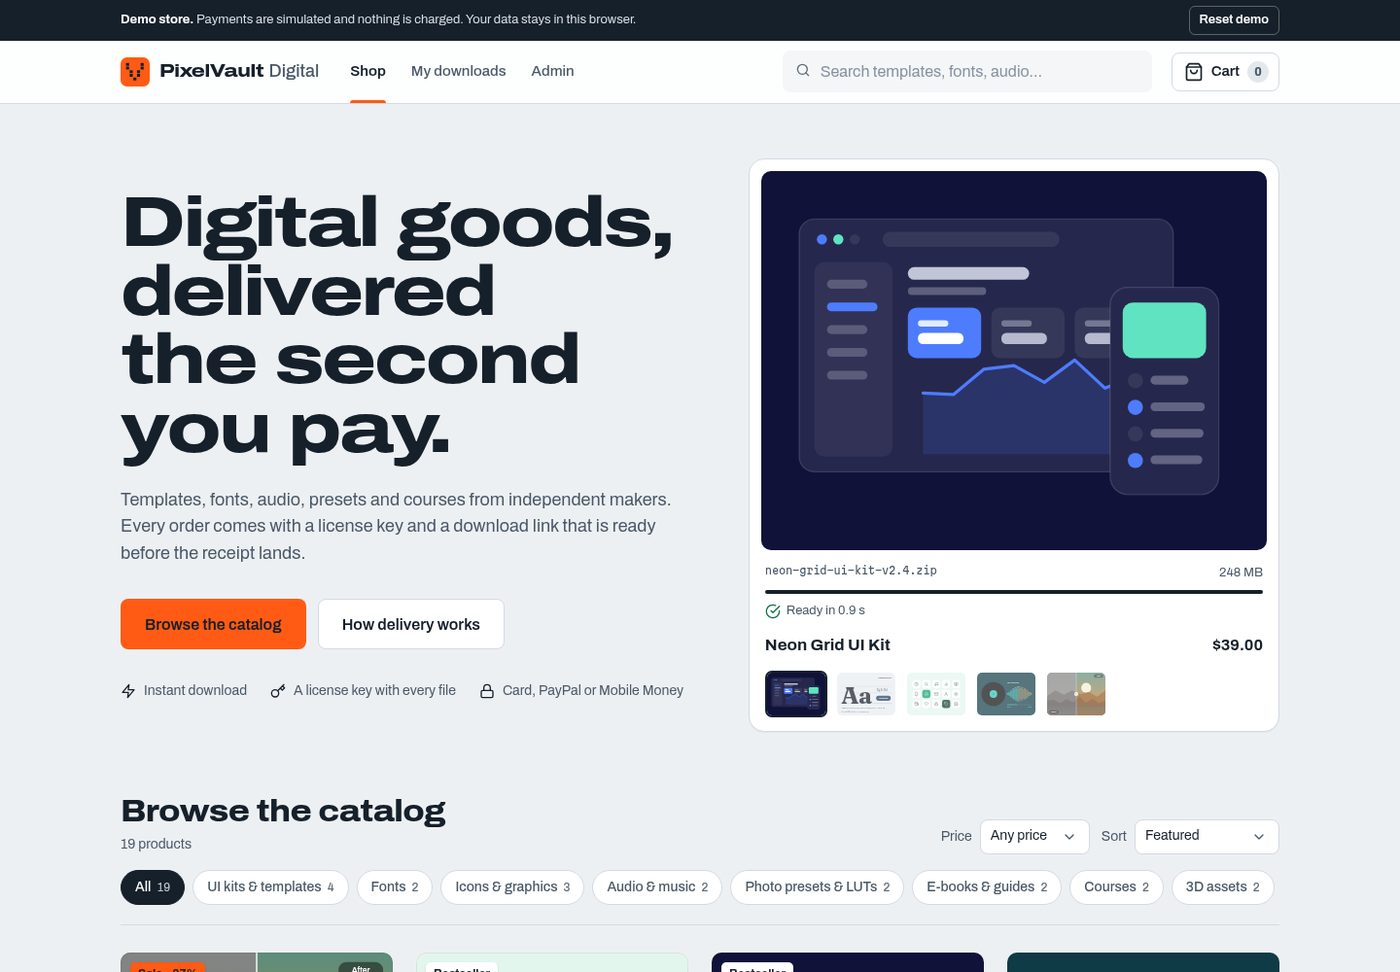 Demo store. Payments are simulated and nothing is charged. Your data stays in this browser.
Reset demo
PixelVault Digital
Shop
My downloads
Admin
Search templates, fonts, audio...
Cart 0
Digital goods,
delivered
the second
you pay.
Templates, fonts, audio, presets and courses from independent makers.
Every order comes with a license key and a download link that is ready
before the receipt lands.
Browse the catalog
How delivery works
Instant download
A license key with every file
Card, PayPal or Mobile Money
neon-grid-ui-kit-v2.4.zip
248 MB
Ready in 0.9 s
Neon Grid UI Kit
$39.00
Aa
Browse the catalog
19 products
Price
Any price
Sort
Featured
All 19
UI kits & templates 4
Fonts 2
Icons & graphics 3
Audio & music 2
Photo presets & LUTs 2
E-books & guides 2
Courses 2
3D assets 2
After
Bestseller
Bestseller